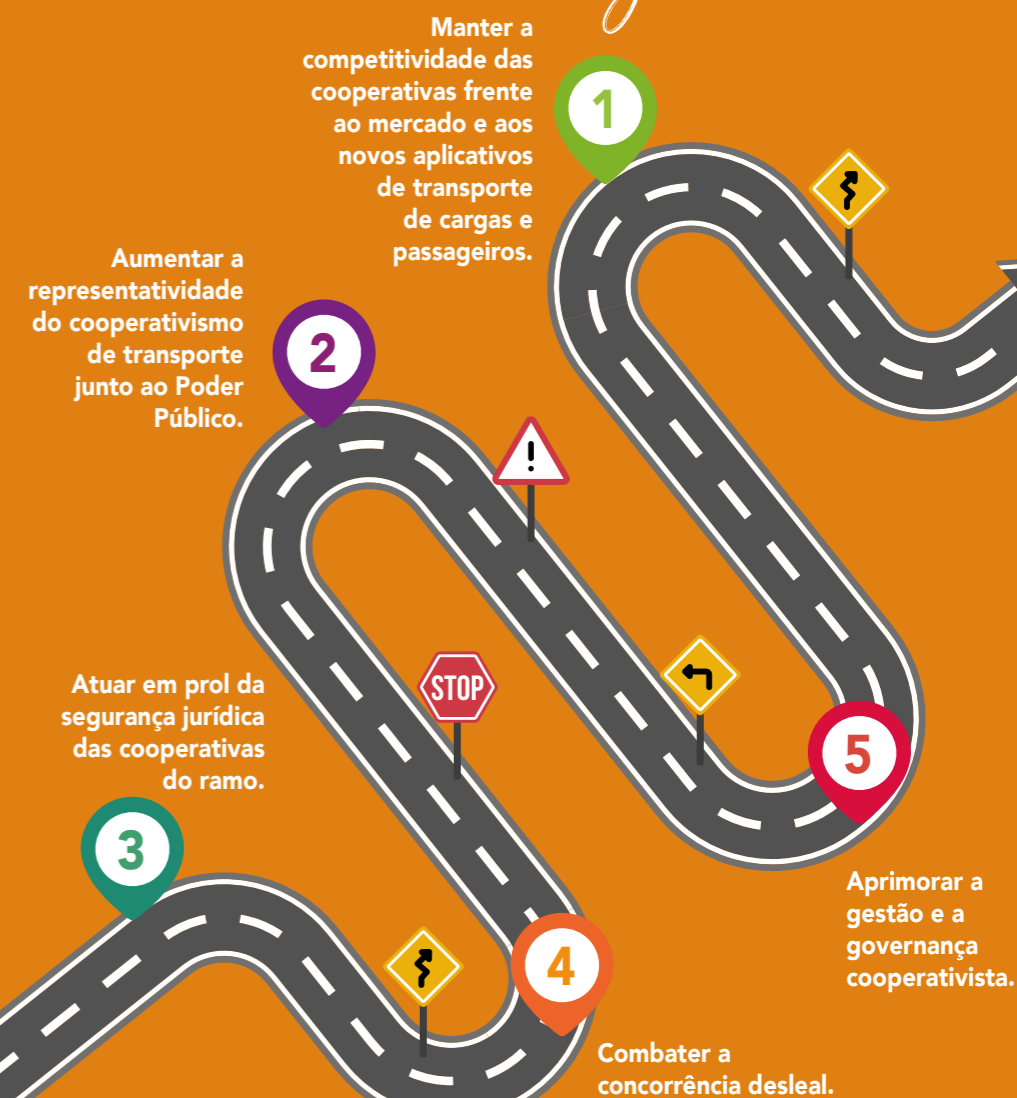 Manter a
competitividade das
cooperativas frente
ao mercado e aos
novos aplicativos
de transporte
de cargas e
passageiros.
1
Aumentar a
representatividade
do cooperativismo
de transporte
junto ao Poder
Público.
2
STOP
Atuar em prol da
segurança jurídica
das cooperativas
do ramo.
3
4
Combater a
concorrência desleal.
5
Aprimorar a
gestão e a
governança
cooperativista.